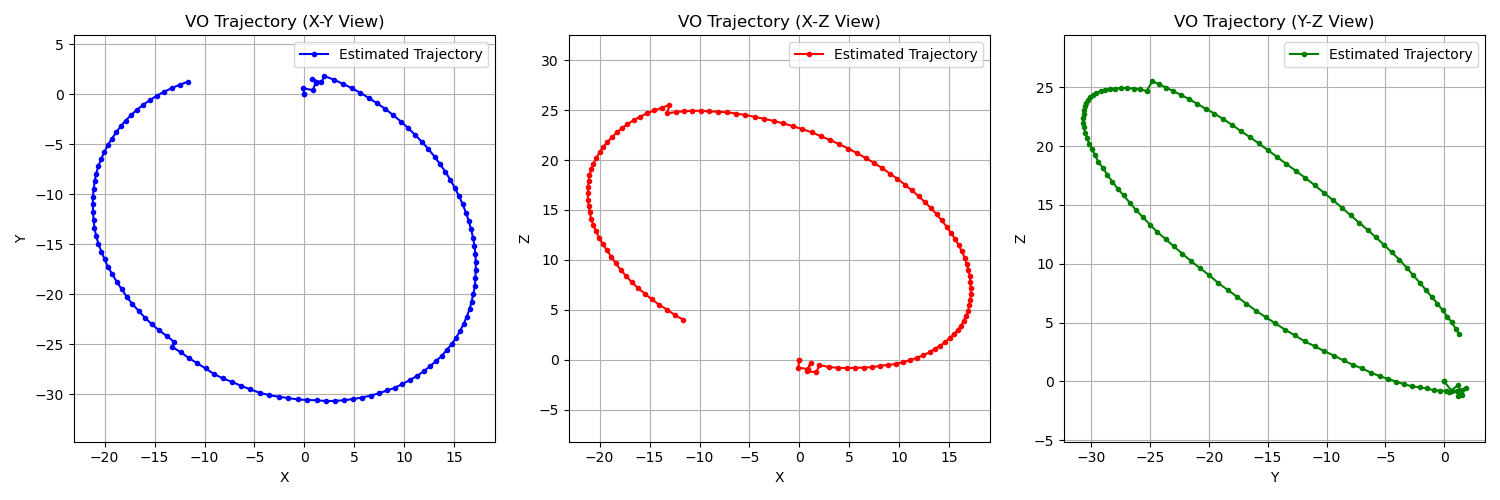 VO Trajectory (X-Y View)
Estimated Trajectory
5
0
−5
−10
−15
−20
−25
−30
Y
−20 −15 −10 −5 0 5 10 15
X
VO Trajectory (X-Z View)
Estimated Trajectory
30
25
20
15
10
5
0
−5
Z
−20 −15 −10 −5 0 5 10 15
X
VO Trajectory (Y-Z View)
Estimated Trajectory
25
20
15
10
5
0
−5
Z
−30 −25 −20 −15 −10 −5 0
Y